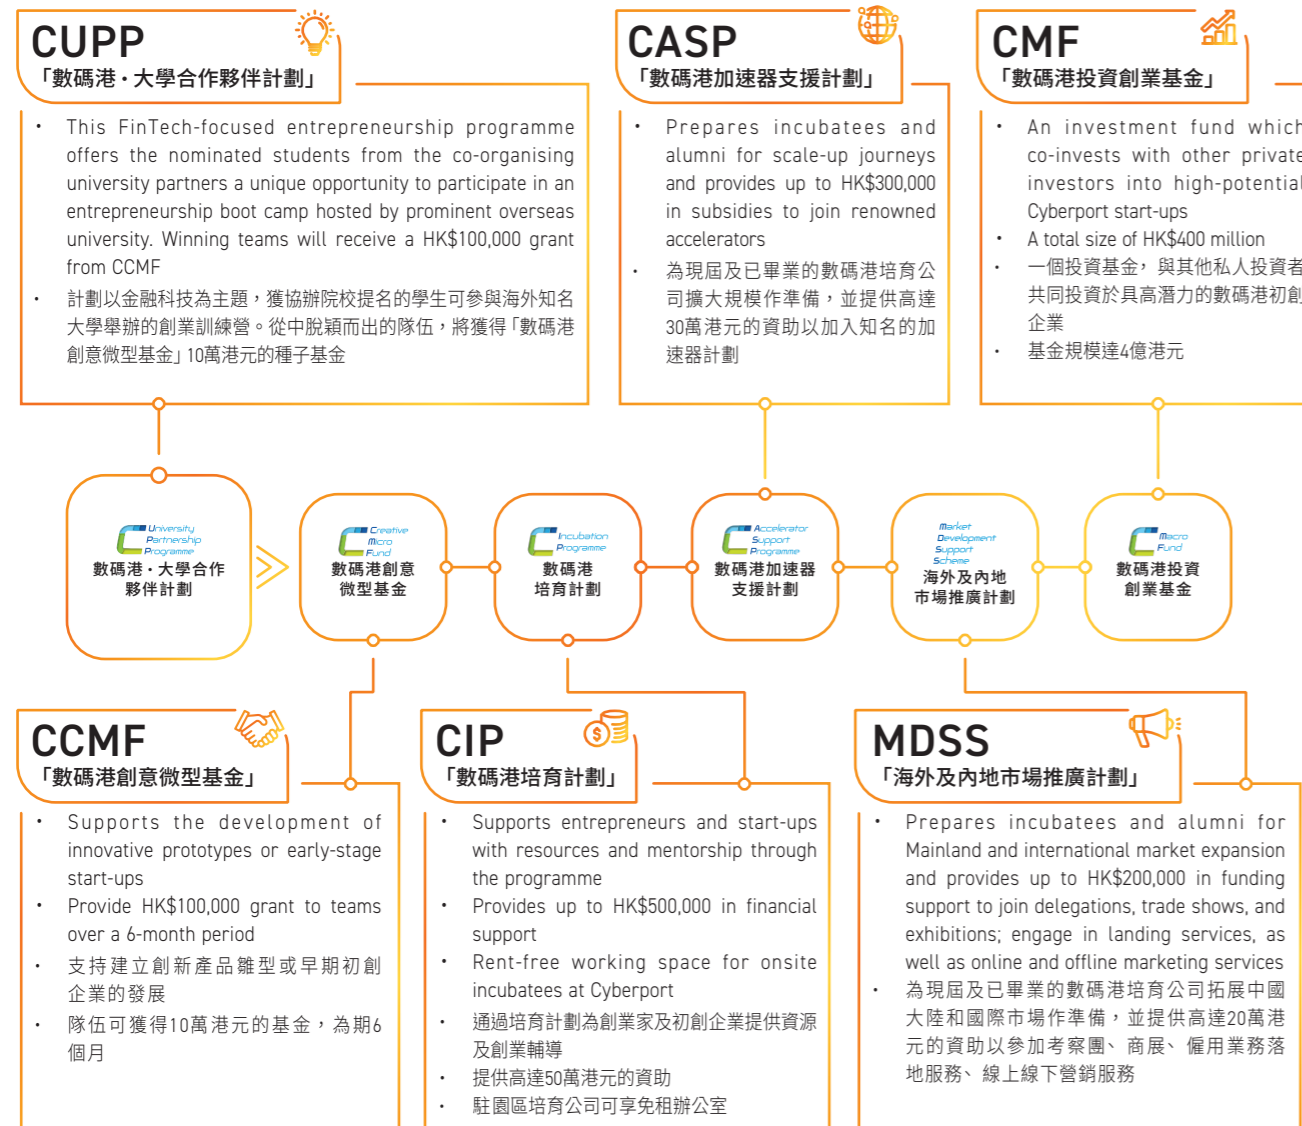 CUPP
「數碼港·大學合作夥伴計劃」
• This FinTech-focused entrepreneurship programme
offers the nominated students from the co-organising
university partners a unique opportunity to participate in an
entrepreneurship boot camp hosted by prominent overseas
university. Winning teams will receive a HK$100,000 grant
from CCMF
• 計劃以金融科技為主題，獲協辦院校提名的學生可參與海外知名
大學舉辦的創業訓練營。從中脫穎而出的隊伍，將獲得「數碼港
創意微型基金」10萬港元的種子基金
CASP
「數碼港加速器支援計劃」
• Prepares incubatees and
alumni for scale-up journeys
and provides up to HK$300,000
in subsidies to join renowned
accelerators
• 為現屆及已畢業的數碼港培育公
司擴大規模作準備，並提供高達
30萬港元的資助以加入知名的加
速器計劃
CMF
「數碼港投資創業基金」
• An investment fund which
co-invests with other private
investors into high-potential
Cyberport start-ups
• A total size of HK$400 million
• 一個投資基金，與其他私人投資者
共同投資於具高潛力的數碼港初創
企業
• 基金規模達4億港元
University
Partnership
Programme
數碼港·大學合作
夥伴計劃
Creative
Micro
Fund
數碼港創意
微型基金
Incubation
Programme
數碼港
培育計劃
Accelerator
Support
Programme
數碼港加速器
支援計劃
Market
Development
Support
Scheme
海外及內地
市場推廣計劃
Macro
Fund
數碼港投資
創業基金
CCMF
「數碼港創意微型基金」
• Supports the development of
innovative prototypes or early-stage
start-ups
• Provide HK$100,000 grant to teams
over a 6-month period
• 支持建立創新產品雛型或早期初創
企業的發展
• 隊伍可獲得10萬港元的基金，為期6
個月
CIP
「數碼港培育計劃」
• Supports entrepreneurs and start-ups
with resources and mentorship through
the programme
• Provides up to HK$500,000 in financial
support
• Rent-free working space for onsite
incubatees at Cyberport
• 通過培育計劃為創業家及初創企業提供資源
及創業輔導
• 提供高達50萬港元的資助
• 駐園區培育公司可享免租辦公室
MDSS
「海外及內地市場推廣計劃」
• Prepares incubatees and alumni for
Mainland and international market expansion
and provides up to HK$200,000 in funding
support to join delegations, trade shows, and
exhibitions; engage in landing services, as
well as online and offline marketing services
• 為現屆及已畢業的數碼港培育公司拓展中國
大陸和國際市場作準備，並提供高達20萬港
元的資助以參加考察團、商展、僱用業務落
地服務、線上線下營銷服務